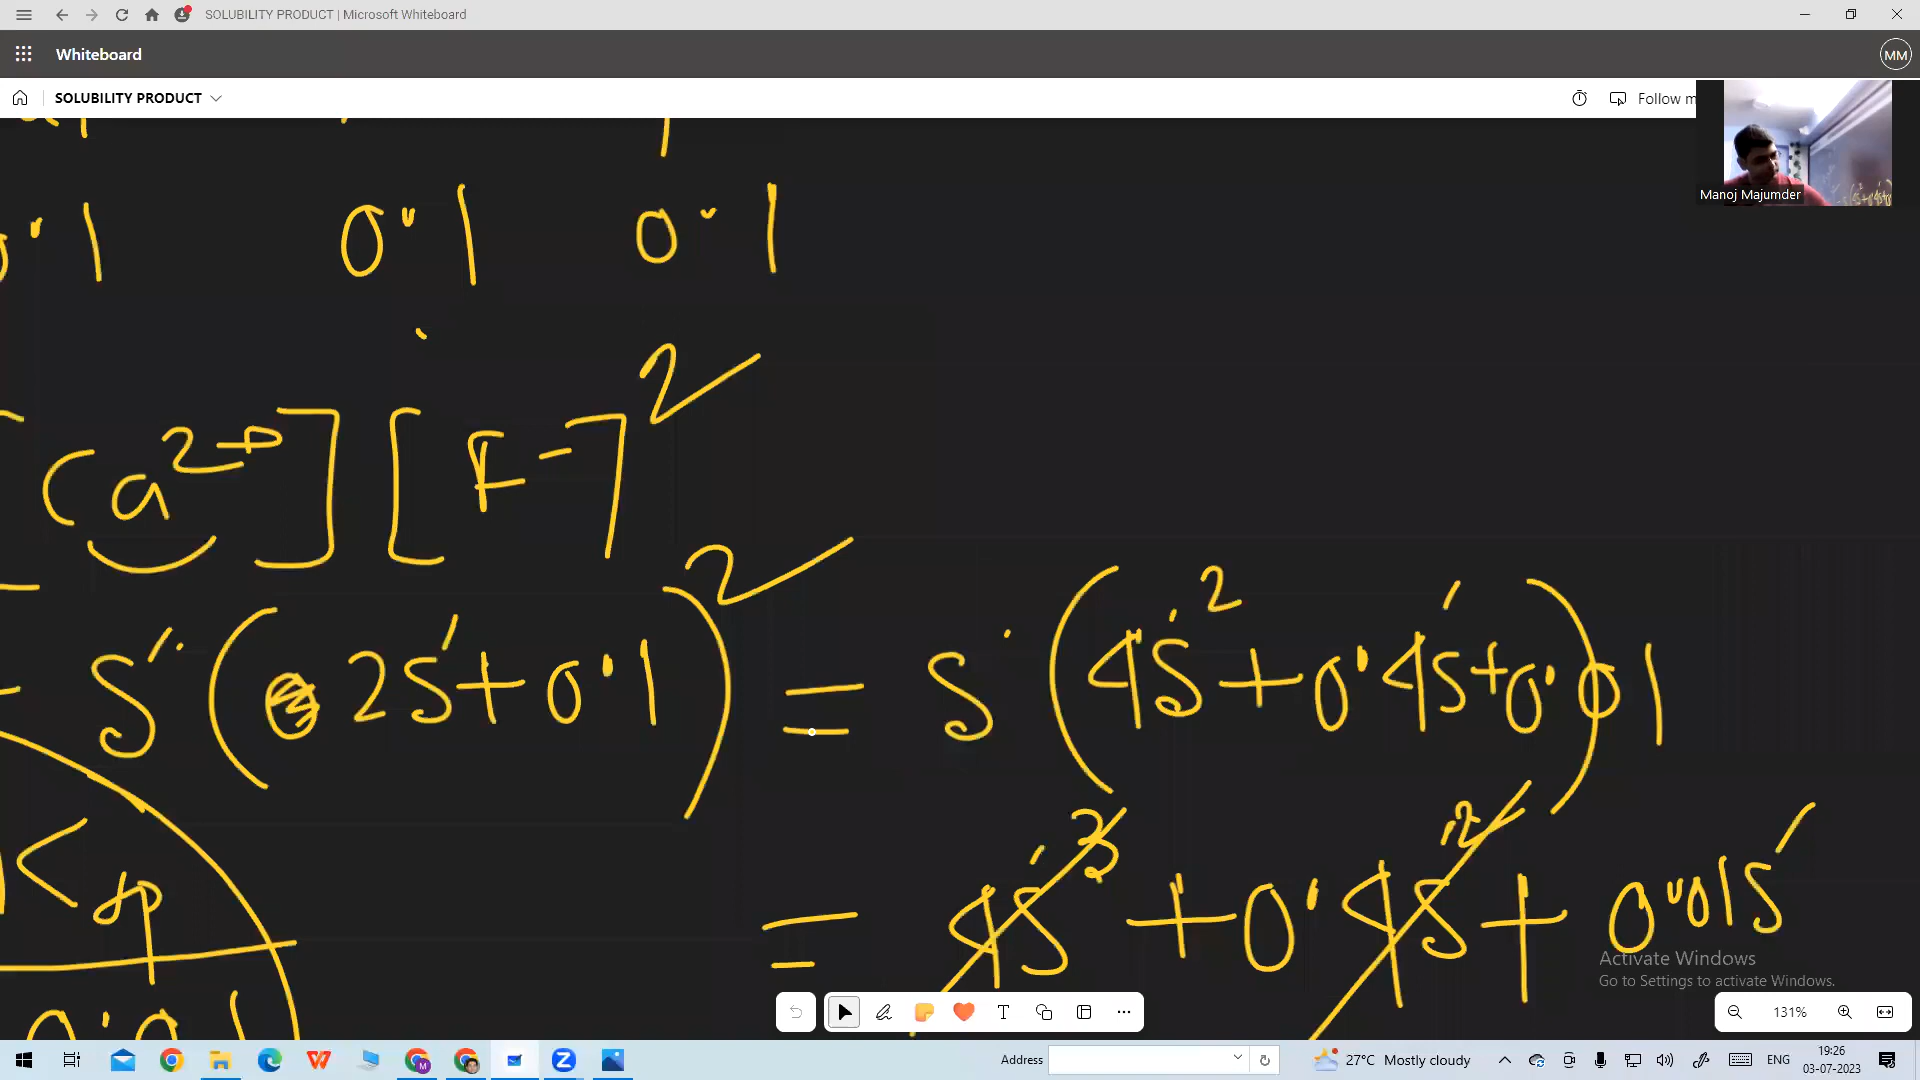 SOLUBILITY PRODUCT | Microsoft Whiteboard
Whiteboard
MM
SOLUBILITY PRODUCT
Follow m
Manoj Majumder
0.1 0.1
[Ca²⁺] [F⁻]²
S' (2S'+0.1)² = S' (4S'²+0.4S'+0.01)
= 4S'³ + 0.4S'² + 0.01S'
Ksp
0.01
Activate Windows
Go to Settings to activate Windows.
131%
Address
27°C Mostly cloudy
ENG
19:26
03-07-2023